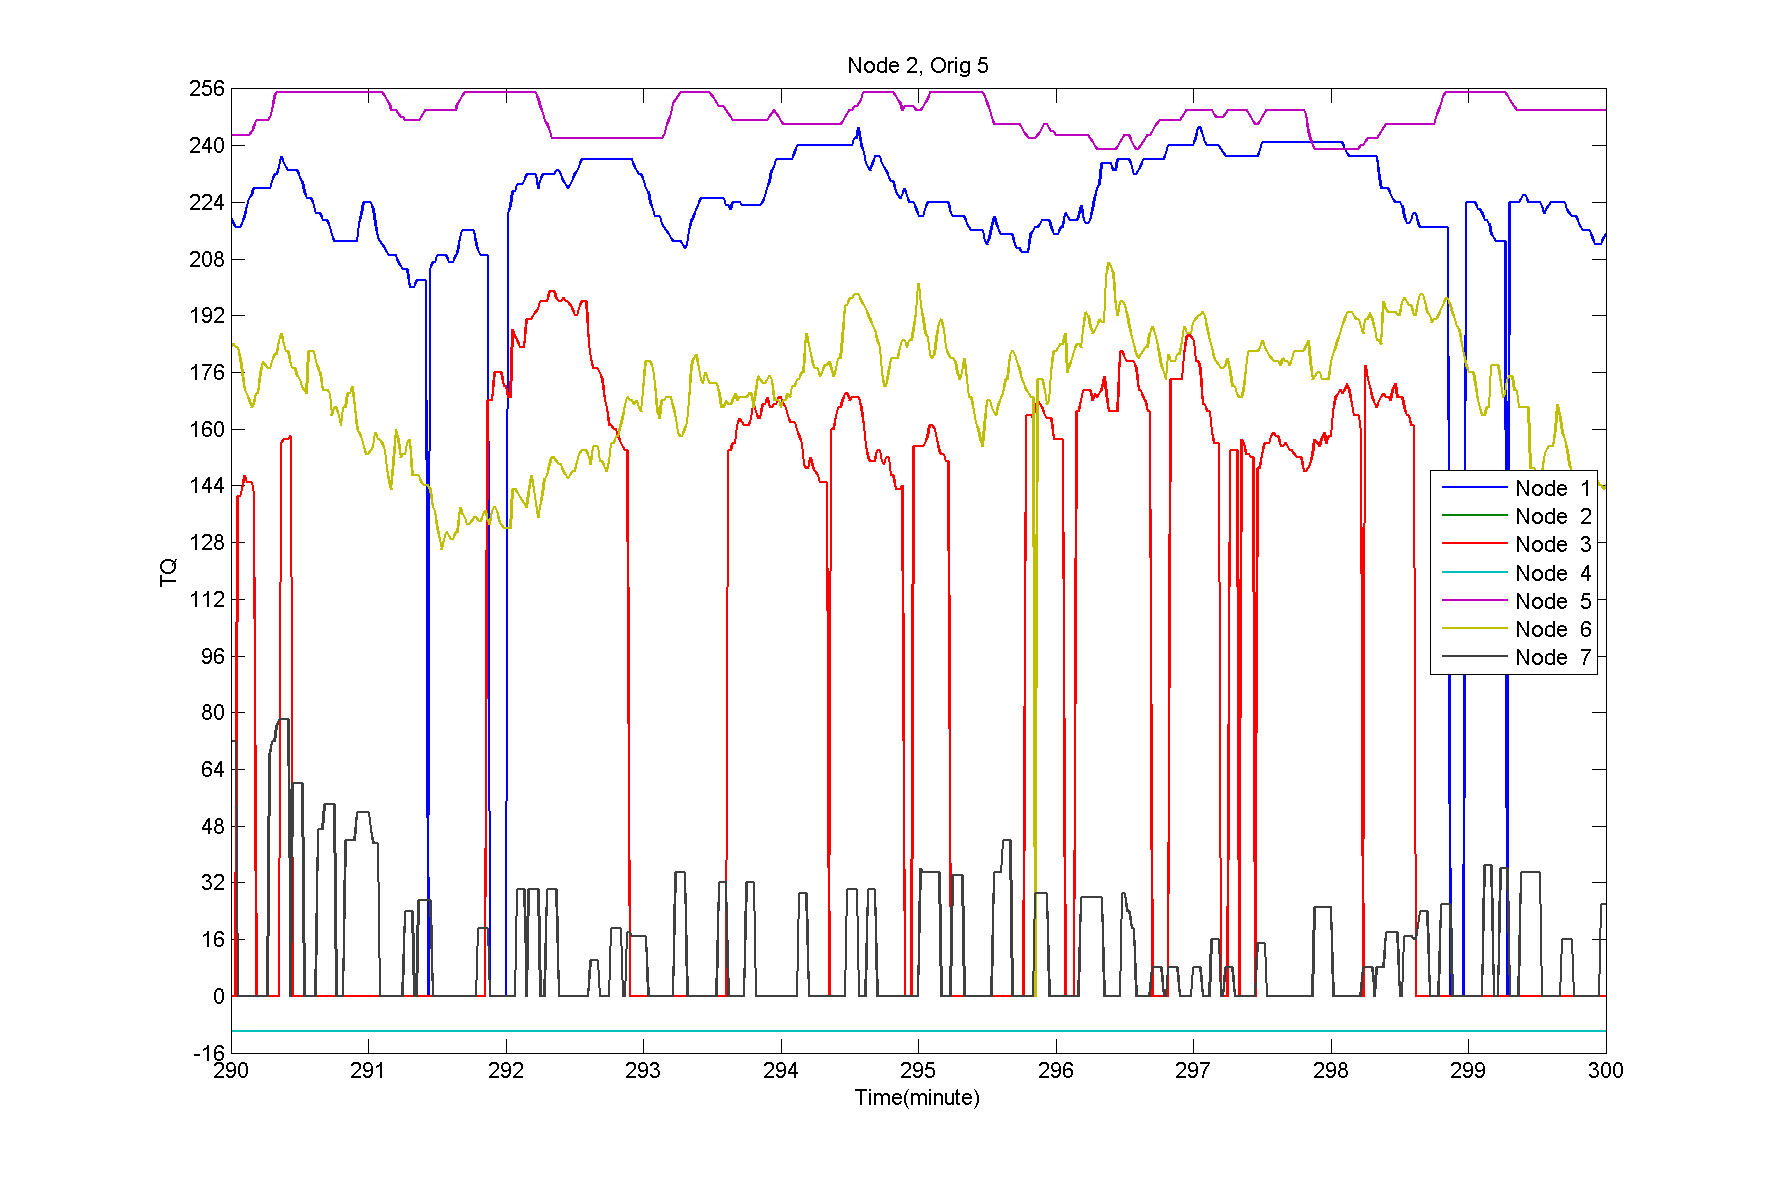 Node 2, Orig 5
256
240
224
208
192
176
160
144
128
112
96
80
64
48
32
16
0
-16
TQ
Node 1
Node 2
Node 3
Node 4
Node 5
Node 6
Node 7
290 291 292 293 294 295 296 297 298 299 300
Time(minute)